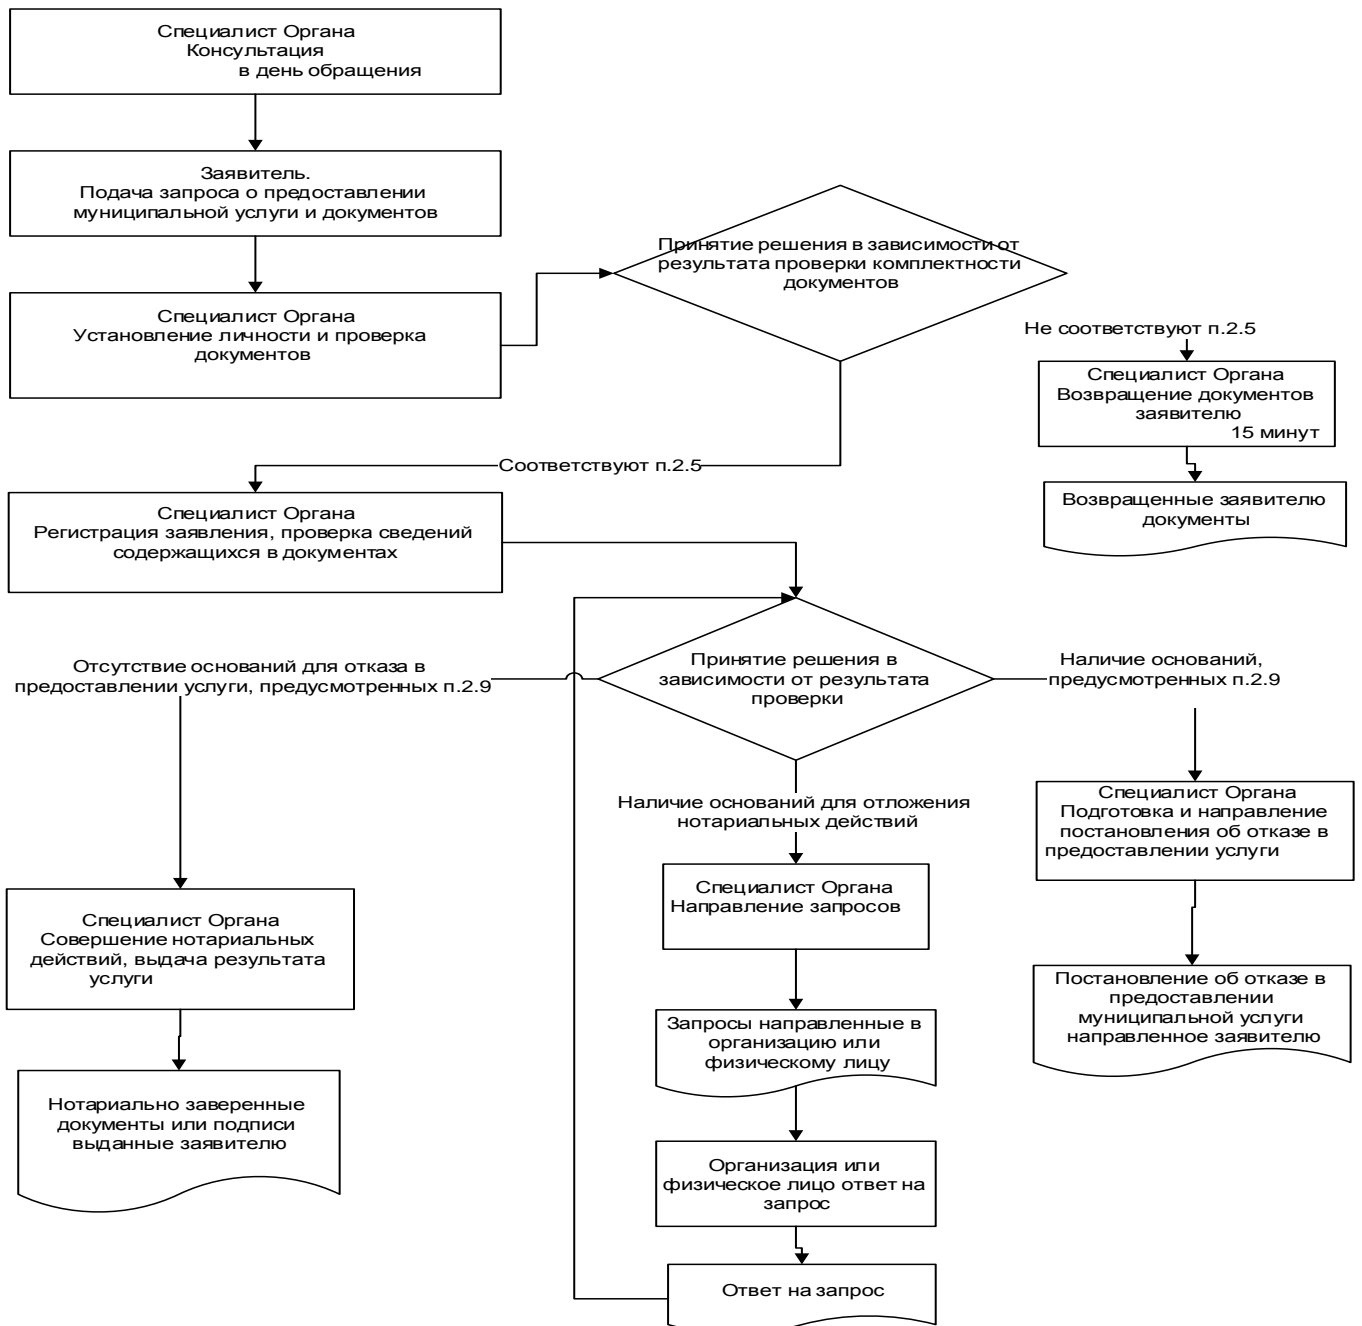 Специалист Органа
Консультация
в день обращения
Заявитель.
Подача запроса о предоставлении
муниципальной услуги и документов
Специалист Органа
Установление личности и проверка
документов
Принятие решения в зависимости от
результата проверки комплектности
документов
Не соответствуют п.2.5
Специалист Органа
Возвращение документов
заявителю
15 минут
Возвращенные заявителю
документы
Соответствуют п.2.5
Специалист Органа
Регистрация заявления, проверка сведений
содержащихся в документах
Принятие решения в
зависимости от результата
проверки
Отсутствие оснований для отказа в
предоставлении услуги, предусмотренных п.2.9
Наличие оснований,
предусмотренных п.2.9
Наличие оснований для отложения
нотариальных действий
Специалист Органа
Подготовка и направление
постановления об отказе в
предоставлении услуги
Специалист Органа
Направление запросов
Специалист Органа
Совершение нотариальных
действий, выдача результата
услуги
Постановление об отказе в
предоставлении
муниципальной услуги
направленное заявителю
Запросы направленные в
организацию или
физическому лицу
Нотариально заверенные
документы или подписи
выданные заявителю
Организация или
физическое лицо ответ на
запрос
Ответ на запрос